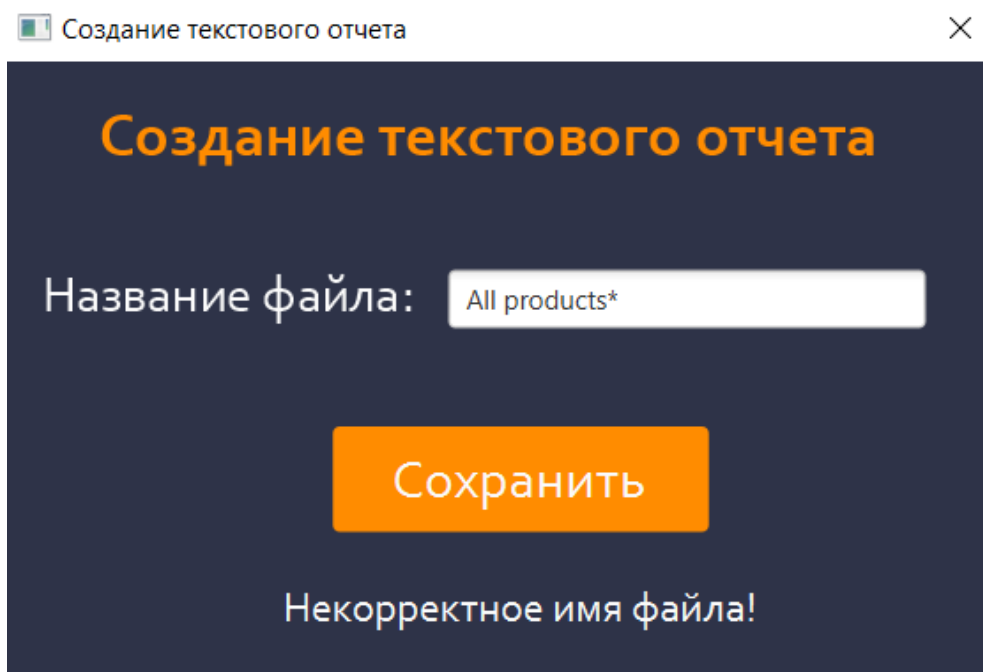 Создание текстового отчета
Создание текстового отчета
Название файла: All products*
Сохранить
Некорректное имя файла!